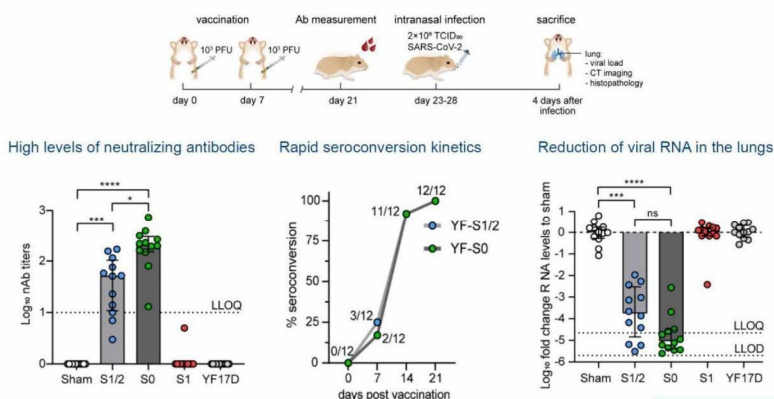 vaccination
Ab measurement
intranasal infection
sacrifice
10³ PFU
10³ PFU
2×10⁶ TCID₅₀
SARS-CoV-2
lung:
- viral load
- CT imaging
- histopathology
day 0
day 7
day 21
day 23-28
4 days after
infection
High levels of neutralizing antibodies
Rapid seroconversion kinetics
Reduction of viral RNA in the lungs
****
***
*
Log₁₀ nAb titers
3
2
1
0
LLOQ
Sham
S1/2
S0
S1
YF17D
% seroconversion
100
75
50
25
0
0/12
3/12
2/12
11/12
12/12
YF-S1/2
YF-S0
0
7
14
21
days post vaccination
****
***
ns
Log₁₀ fold change RNA levels to sham
1
0
-1
-2
-3
-4
-5
-6
LLOQ
LLOD
Sham
S1/2
S0
S1
YF17D